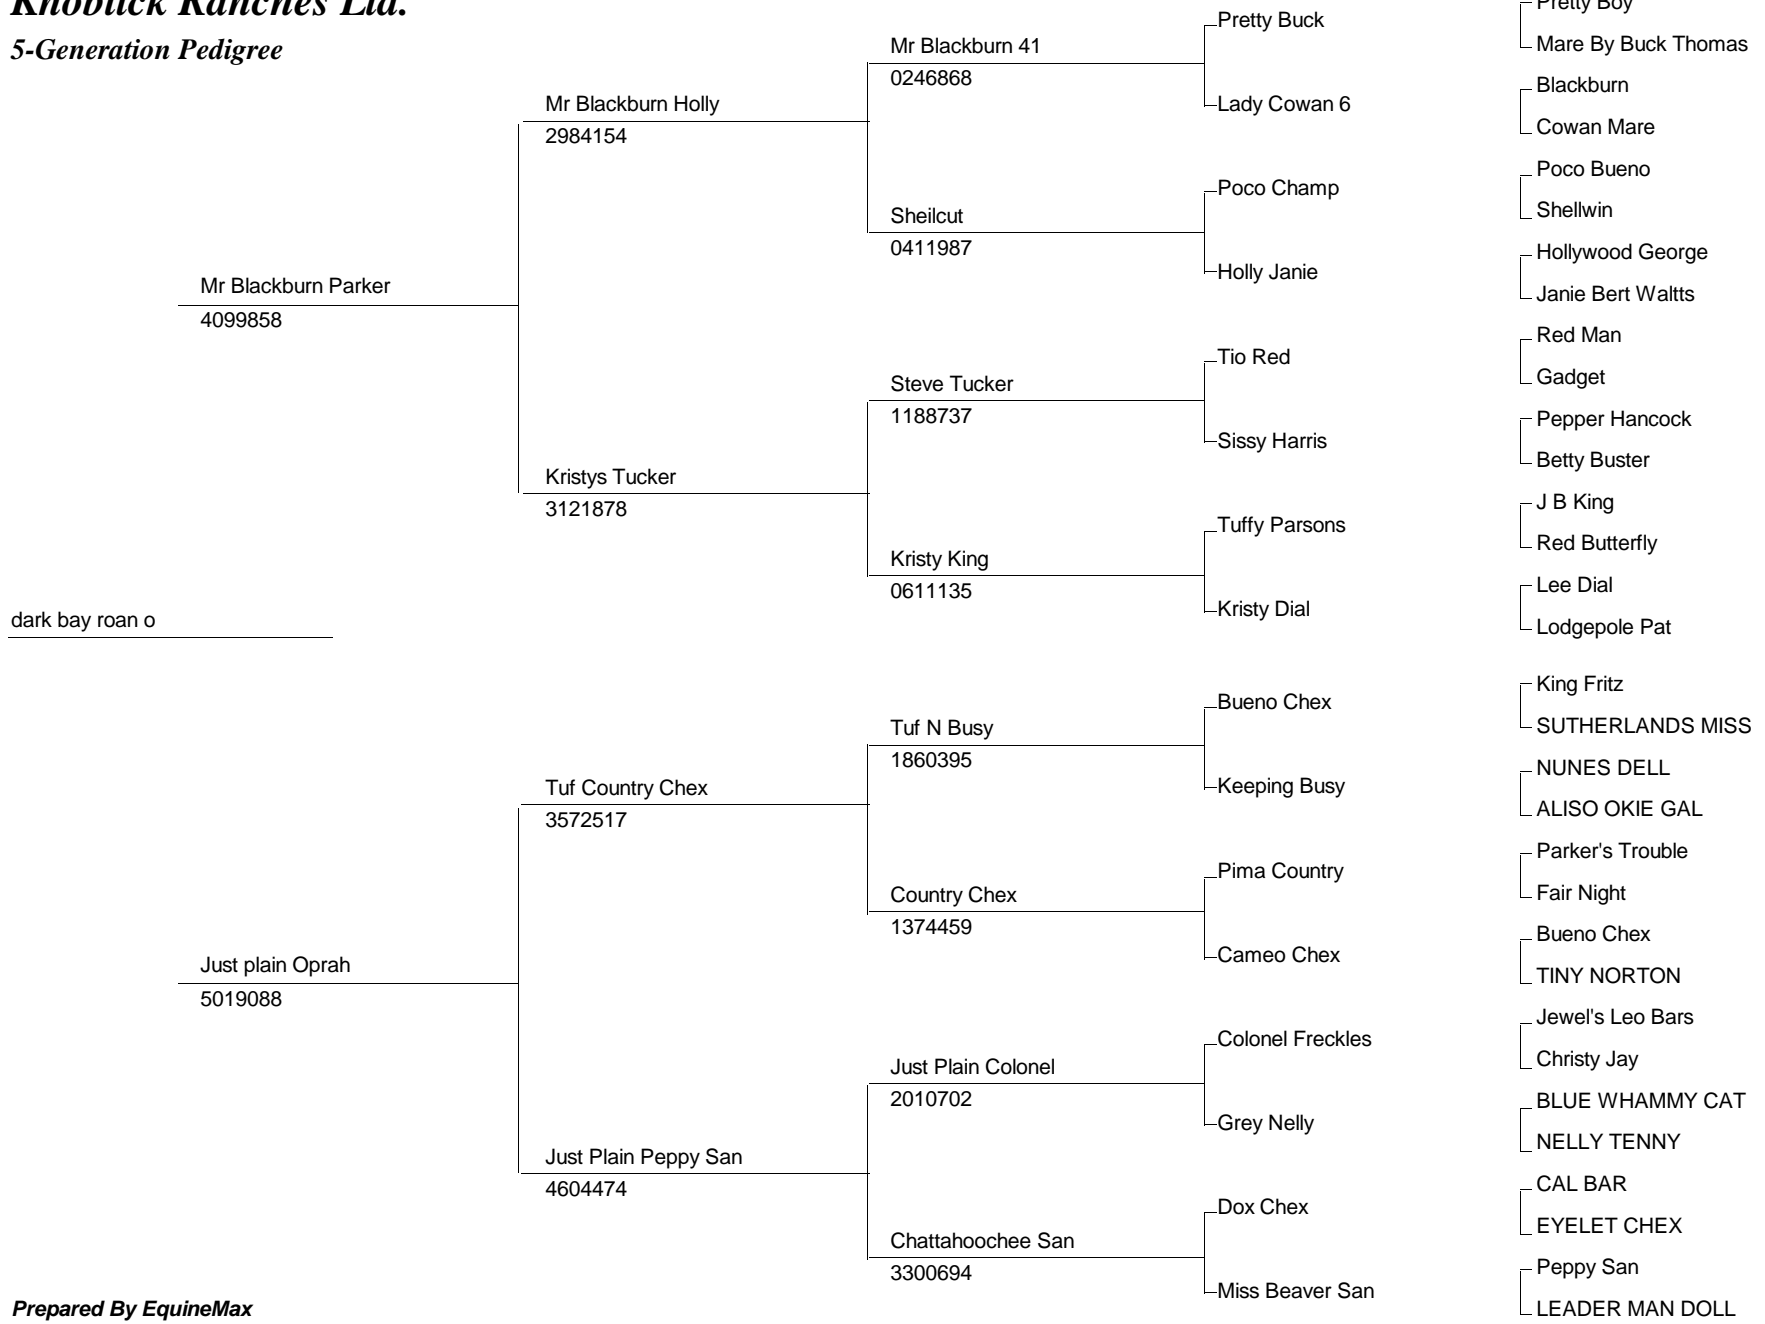 Knoblick Ranches Ltd.
5-Generation Pedigree
dark bay roan o
Mr Blackburn Parker
4099858
Just plain Oprah
5019088
Mr Blackburn Holly
2984154
Kristys Tucker
3121878
Tuf Country Chex
3572517
Just Plain Peppy San
4604474
Mr Blackburn 41
0246868
Sheilcut
0411987
Steve Tucker
1188737
Kristy King
0611135
Tuf N Busy
1860395
Country Chex
1374459
Just Plain Colonel
2010702
Chattahoochee San
3300694
Pretty Buck
Lady Cowan 6
Poco Champ
Holly Janie
Tio Red
Sissy Harris
Tuffy Parsons
Kristy Dial
Bueno Chex
Keeping Busy
Pima Country
Cameo Chex
Colonel Freckles
Grey Nelly
Dox Chex
Miss Beaver San
Pretty Boy
Mare By Buck Thomas
Blackburn
Cowan Mare
Poco Bueno
Shellwin
Hollywood George
Janie Bert Waltts
Red Man
Gadget
Pepper Hancock
Betty Buster
J B King
Red Butterfly
Lee Dial
Lodgepole Pat
King Fritz
SUTHERLANDS MISS
NUNES DELL
ALISO OKIE GAL
Parker's Trouble
Fair Night
Bueno Chex
TINY NORTON
Jewel's Leo Bars
Christy Jay
BLUE WHAMMY CAT
NELLY TENNY
CAL BAR
EYELET CHEX
Peppy San
LEADER MAN DOLL
Prepared By EquineMax